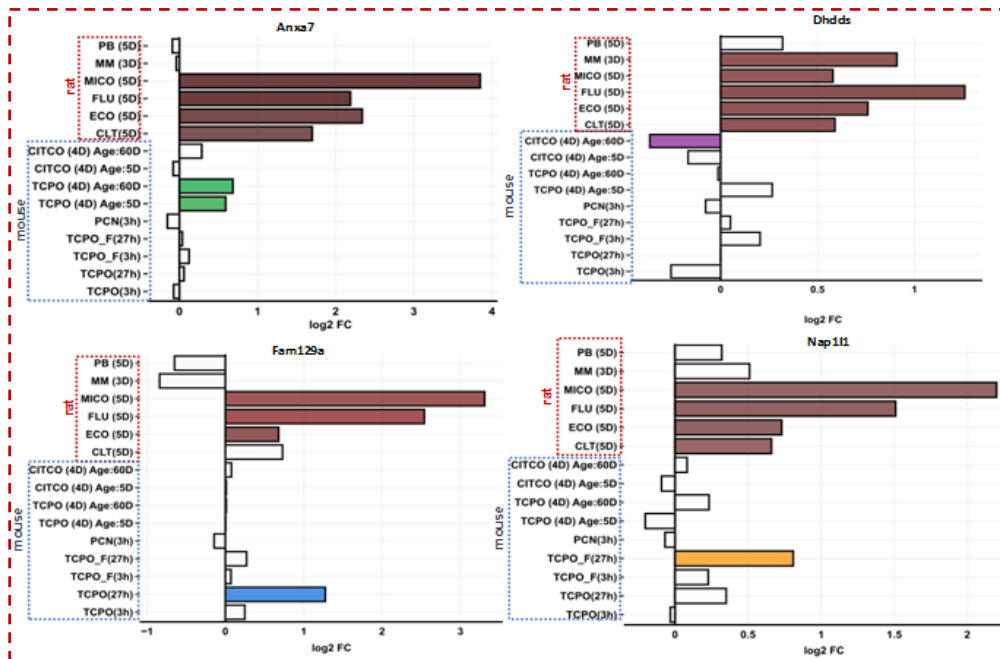 Anxa7
PB (5D)
MM (3D)
MICO (5D)
FLU (5D)
ECO (5D)
CLT(5D)
CITCO (4D) Age:60D
CITCO (4D) Age:5D
TCPO (4D) Age:60D
TCPO (4D) Age:5D
PCN(3h)
TCPO_F(27h)
TCPO_F(3h)
TCPO(27h)
TCPO(3h)
rat
mouse
0 1 2 3 4
log2 FC
Dhdds
PB (5D)
MM (3D)
MICO (5D)
FLU (5D)
ECO (5D)
CLT(5D)
CITCO (4D) Age:60D
CITCO (4D) Age:5D
TCPO (4D) Age:60D
TCPO (4D) Age:5D
PCN(3h)
TCPO_F(27h)
TCPO_F(3h)
TCPO(27h)
TCPO(3h)
rat
mouse
0 0.5 1
log2 FC
Fam129a
PB (5D)
MM (3D)
MICO (5D)
FLU (5D)
ECO (5D)
CLT(5D)
CITCO (4D) Age:60D
CITCO (4D) Age:5D
TCPO (4D) Age:60D
TCPO (4D) Age:5D
PCN(3h)
TCPO_F(27h)
TCPO_F(3h)
TCPO(27h)
TCPO(3h)
rat
mouse
−1 0 1 2 3
log2 FC
Nap1l1
PB (5D)
MM (3D)
MICO (5D)
FLU (5D)
ECO (5D)
CLT(5D)
CITCO (4D) Age:60D
CITCO (4D) Age:5D
TCPO (4D) Age:60D
TCPO (4D) Age:5D
PCN(3h)
TCPO_F(27h)
TCPO_F(3h)
TCPO(27h)
TCPO(3h)
rat
mouse
0 0.5 1 1.5 2
log2 FC